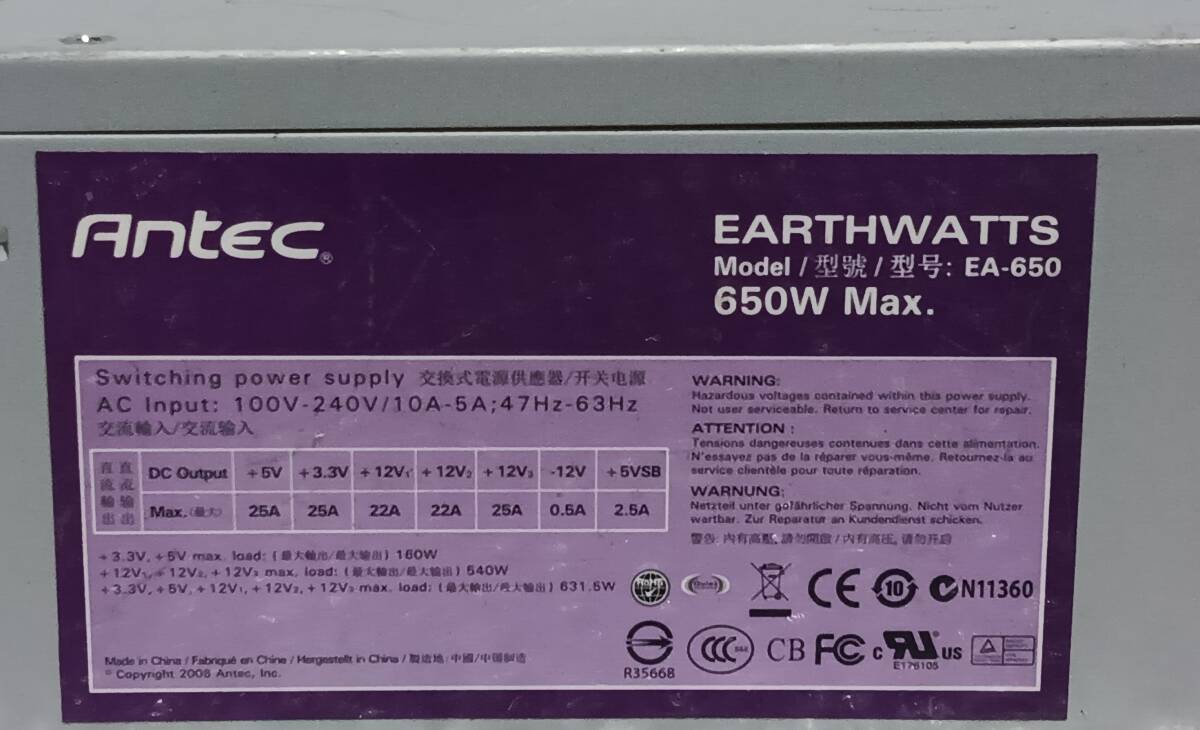 Antec®
EARTHWATTS
Model / 型號 / 型号: EA-650
650W Max.
Switching power supply 交換式電源供應器/开关电源
AC Input: 100V-240V/10A-5A;47Hz-63Hz
交流輸入/交流输入
直流輸出 直流输出 DC Output +5V +3.3V +12V₁ +12V₂ +12V₃ -12V +5VSB
Max. (最大) 25A 25A 22A 22A 25A 0.5A 2.5A
+3.3V, +5V max. load: (最大輸出/最大输出) 160W
+12V₁, +12V₂, +12V₃ max. load: (最大輸出/最大输出) 540W
+3.3V, +5V, +12V₁, +12V₂, +12V₃ max. load: (最大輸出/最大输出) 631.5W
Made in China / Fabriqué en Chine / Hergestellt in China / 製造地: 中國/中国制造
© Copyright 2008 Antec, Inc.
WARNING:
Hazardous voltages contained within this power supply.
Not user serviceable. Return to service center for repair.
ATTENTION :
Tensions dangereuses contenues dans cette alimentation.
N'essayez pas de la réparer vous-même. Retournez-la au
service clientèle pour toute réparation.
WARNUNG:
Netzteil unter gefährlicher Spannung. Nicht vom Nutzer
wartbar. Zur Reparatur an Kundendienst schicken.
警告: 内有高壓, 請勿開啟 / 内有高压, 请勿开启
RoHS
CE 10 N11360
R35668
CCC S&E CB FC c UR US
E176105